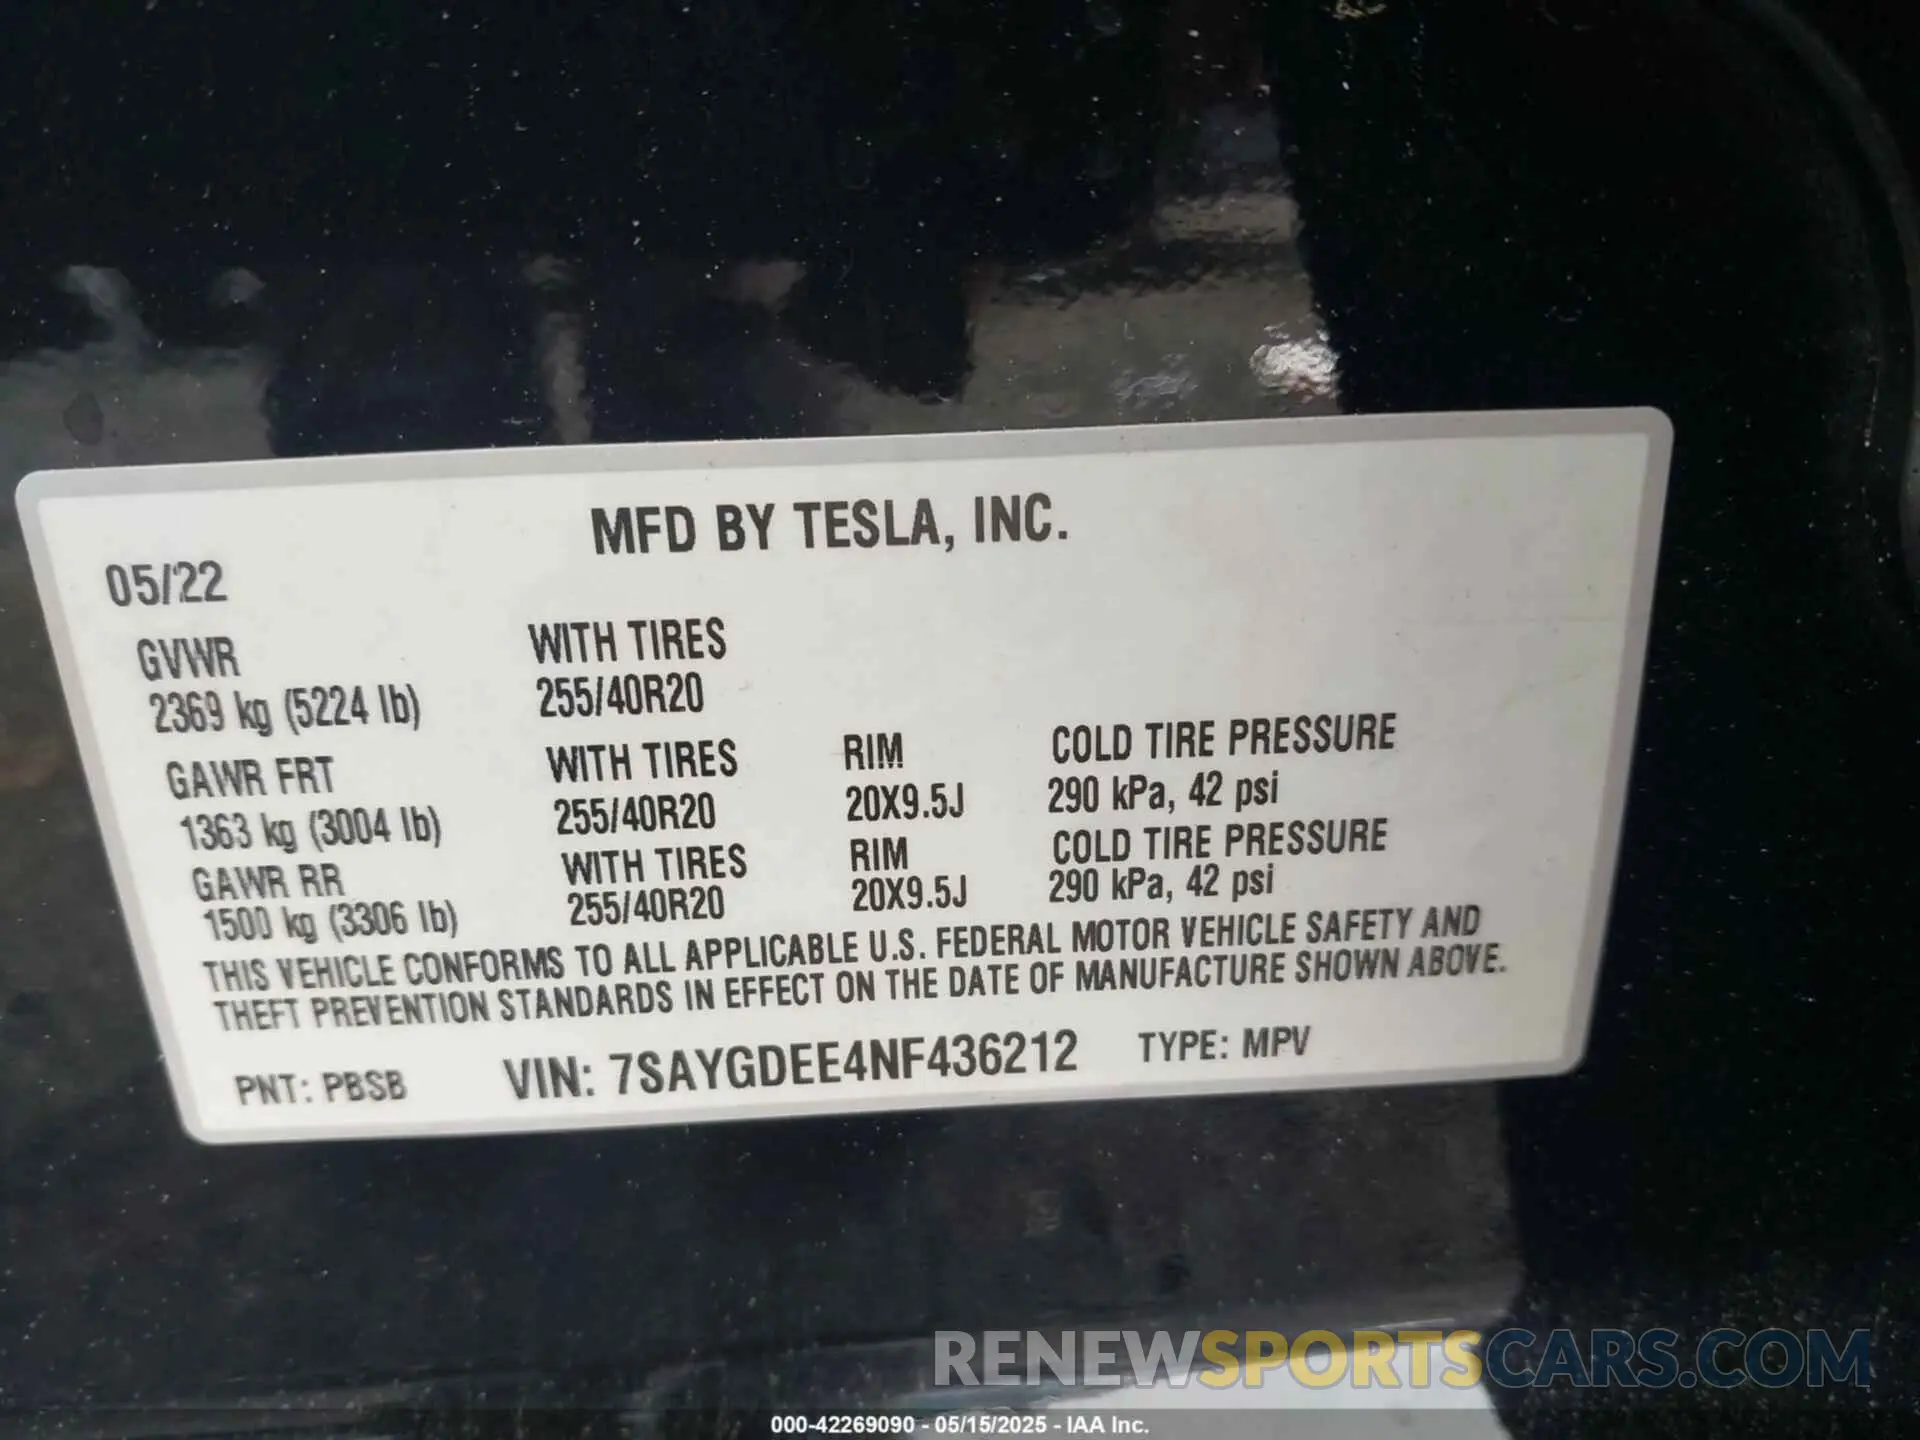 MFD BY TESLA, INC.
05/22
GVWR WITH TIRES
2369 kg (5224 lb) 255/40R20
GAWR FRT WITH TIRES RIM COLD TIRE PRESSURE
1363 kg (3004 lb) 255/40R20 20X9.5J 290 kPa, 42 psi
GAWR RR WITH TIRES RIM COLD TIRE PRESSURE
1500 kg (3306 lb) 255/40R20 20X9.5J 290 kPa, 42 psi
THIS VEHICLE CONFORMS TO ALL APPLICABLE U.S. FEDERAL MOTOR VEHICLE SAFETY AND
THEFT PREVENTION STANDARDS IN EFFECT ON THE DATE OF MANUFACTURE SHOWN ABOVE.
PNT: PBSB VIN: 7SAYGDEE4NF436212 TYPE: MPV
RENEWSPORTSCARS.COM
000-42269090 - 05/15/2025 - IAA Inc.